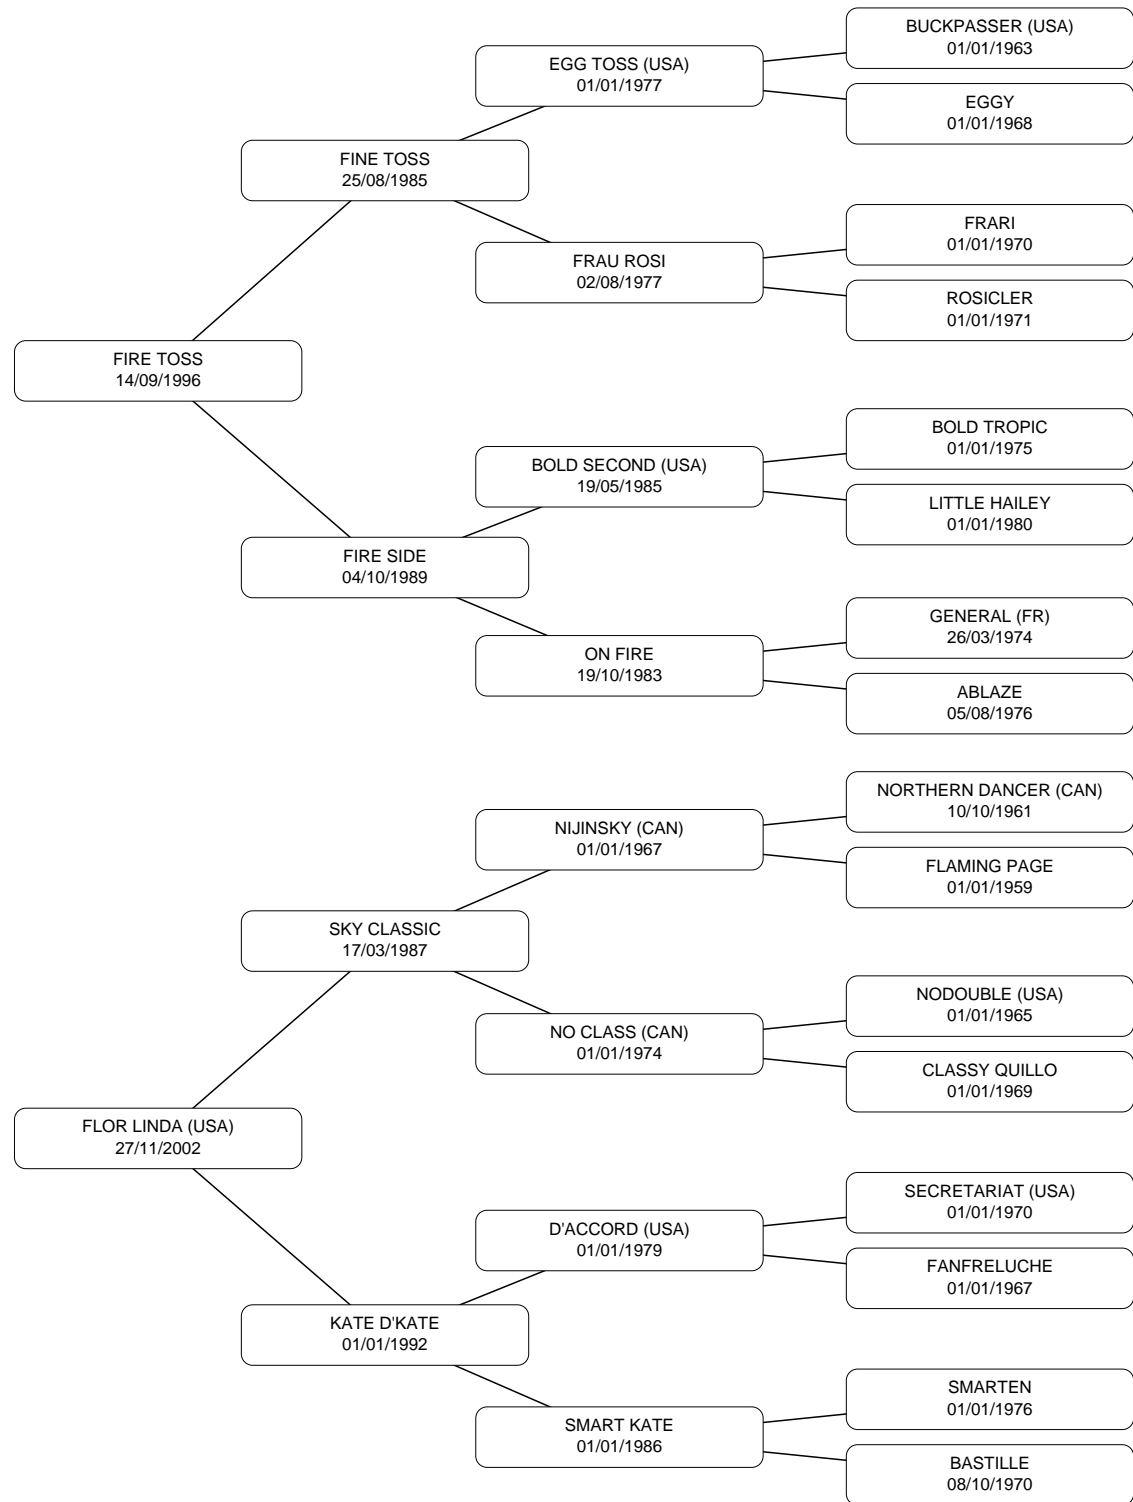 BUCKPASSER (USA)
01/01/1963
EGG TOSS (USA)
01/01/1977
EGGY
01/01/1968
FINE TOSS
25/08/1985
FRARI
01/01/1970
FRAU ROSI
02/08/1977
ROSICLER
01/01/1971
FIRE TOSS
14/09/1996
BOLD TROPIC
01/01/1975
BOLD SECOND (USA)
19/05/1985
LITTLE HAILEY
01/01/1980
FIRE SIDE
04/10/1989
GENERAL (FR)
26/03/1974
ON FIRE
19/10/1983
ABLAZE
05/08/1976
NORTHERN DANCER (CAN)
10/10/1961
NIJINSKY (CAN)
01/01/1967
FLAMING PAGE
01/01/1959
SKY CLASSIC
17/03/1987
NODOUBLE (USA)
01/01/1965
NO CLASS (CAN)
01/01/1974
CLASSY QUILLO
01/01/1969
FLOR LINDA (USA)
27/11/2002
SECRETARIAT (USA)
01/01/1970
D'ACCORD (USA)
01/01/1979
FANFRELUCHE
01/01/1967
KATE D'KATE
01/01/1992
SMARTEN
01/01/1976
SMART KATE
01/01/1986
BASTILLE
08/10/1970